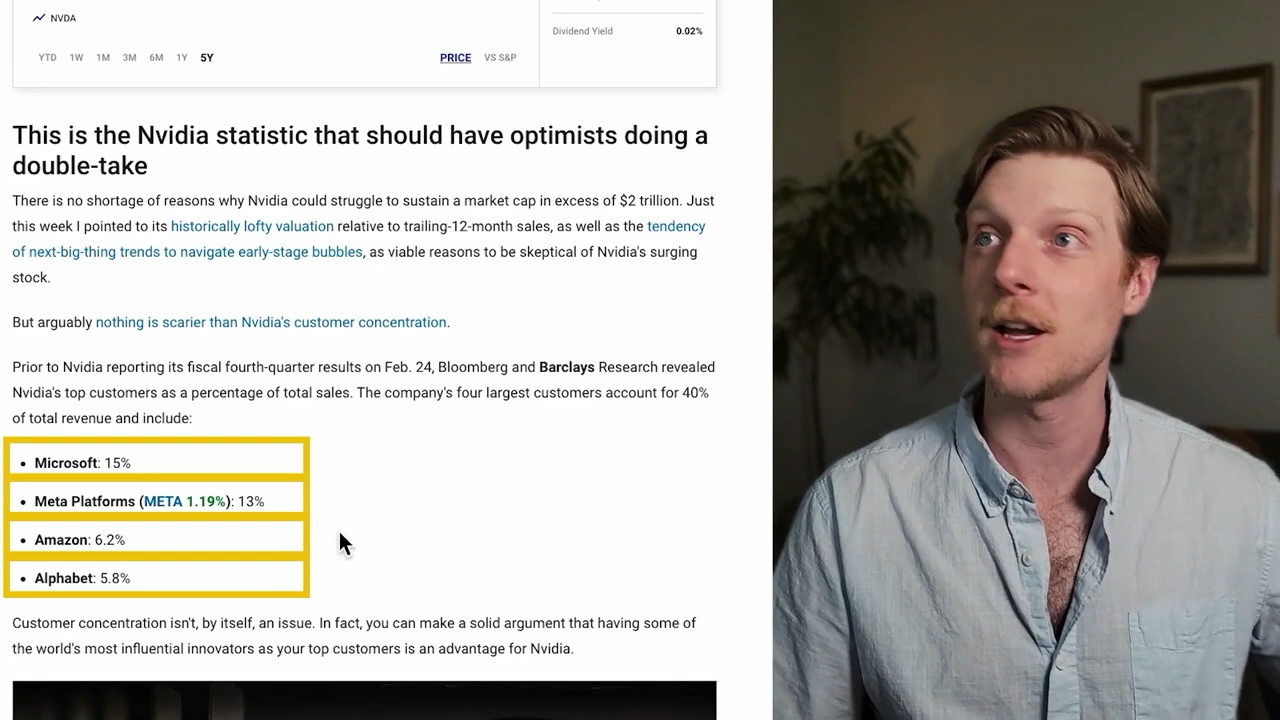 NVDA
Dividend Yield 0.02%
YTD 1W 1M 3M 6M 1Y 5Y PRICE VS S&P
This is the Nvidia statistic that should have optimists doing a
double-take
There is no shortage of reasons why Nvidia could struggle to sustain a market cap in excess of $2 trillion. Just
this week I pointed to its historically lofty valuation relative to trailing-12-month sales, as well as the tendency
of next-big-thing trends to navigate early-stage bubbles, as viable reasons to be skeptical of Nvidia's surging
stock.
But arguably nothing is scarier than Nvidia's customer concentration.
Prior to Nvidia reporting its fiscal fourth-quarter results on Feb. 24, Bloomberg and Barclays Research revealed
Nvidia's top customers as a percentage of total sales. The company's four largest customers account for 40%
of total revenue and include:
• Microsoft: 15%
• Meta Platforms (META 1.19%): 13%
• Amazon: 6.2%
• Alphabet: 5.8%
Customer concentration isn't, by itself, an issue. In fact, you can make a solid argument that having some of
the world's most influential innovators as your top customers is an advantage for Nvidia.